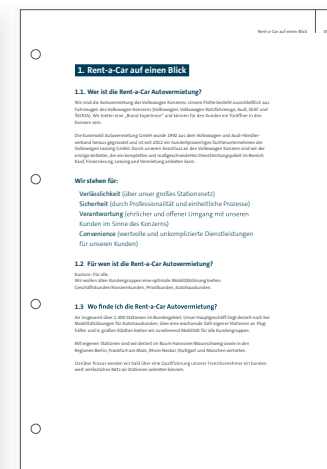 Rent-a-Car auf einen Blick
1. Rent-a-Car auf einen Blick
1.1. Wer ist die Rent-a-Car Autovermietung?
Wir sind die Autovermietung des Volkswagen Konzerns. Unsere Flotte besteht ausschließlich aus
Fahrzeugen des Volkswagen Konzerns (Volkswagen, Volkswagen Nutzfahrzeuge, Audi, SEAT und
ŠKODA). Wir bieten eine „Brand Experience“ und können für den Kunden ein Türöffner in den
Konzern sein.
Die Euromobil Autovermietung GmbH wurde 1992 aus dem Volkswagen und Audi-Händler-
verband heraus gegründet und ist seit 2012 ein hundertprozentiges Tochterunternehmen der
Volkswagen Leasing GmbH. Durch unseren Anschluss an den Volkswagen Konzern sind wir der
einzige Anbieter, der ein komplettes und maßgeschneidertes Dienstleistungspaket im Bereich
Kauf, Finanzierung, Leasing und Vermietung anbieten kann.
Wir stehen für:
Verlässlichkeit (über unser großes Stationsnetz)
Sicherheit (durch Professionalität und einheitliche Prozesse)
Verantwortung (ehrlicher und offener Umgang mit unseren
Kunden im Sinne des Konzerns)
Convenience (wertvolle und unkomplizierte Dienstleistungen
für unseren Kunden)
1.2 Für wen ist die Rent-a-Car Autovermietung?
Kurzum: Für alle.
Wir wollen allen Kundengruppen eine optimale Mobilitätslösung bieten:
Geschäftskunden/Konzernkunden, Privatkunden, Autohauskunden.
1.3 Wo finde ich die Rent-a-Car Autovermietung?
An insgesamt über 2.400 Stationen im Bundesgebiet. Unser Hauptgeschäft liegt derzeit noch bei
Mobilitätslösungen für Autohauskunden; über eine wachsende Zahl eigener Stationen an Flug-
häfen und in großen Städten bieten wir zunehmend Mobilität für alle Kundengruppen.
Mit eigenen Stationen sind wir derzeit im Raum Hannover/Braunschweig sowie in den
Regionen Berlin, Frankfurt am Main, Rhein-Neckar, Stuttgart und München vertreten.
Darüber hinaus werden wir bald über eine Qualifizierung unserer Franchisenehmer ein bundes-
weit verlässliches Netz an Stationen anbieten können.